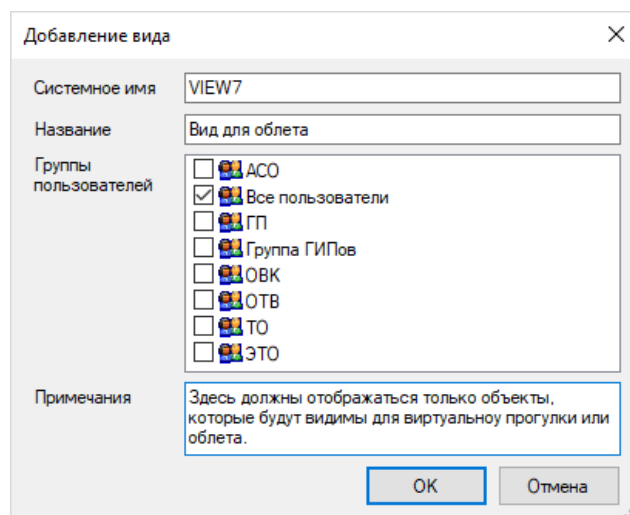 Добавление вида
Системное имя
VIEW7
Название
Вид для облета
Группы
пользователей
АСО
Все пользователи
ГП
Группа ГИПов
ОВК
ОТВ
ТО
ЭТО
Примечания
Здесь должны отображаться только объекты,
которые будут видимы для виртуальноу прогулки или
облета.
OK
Отмена